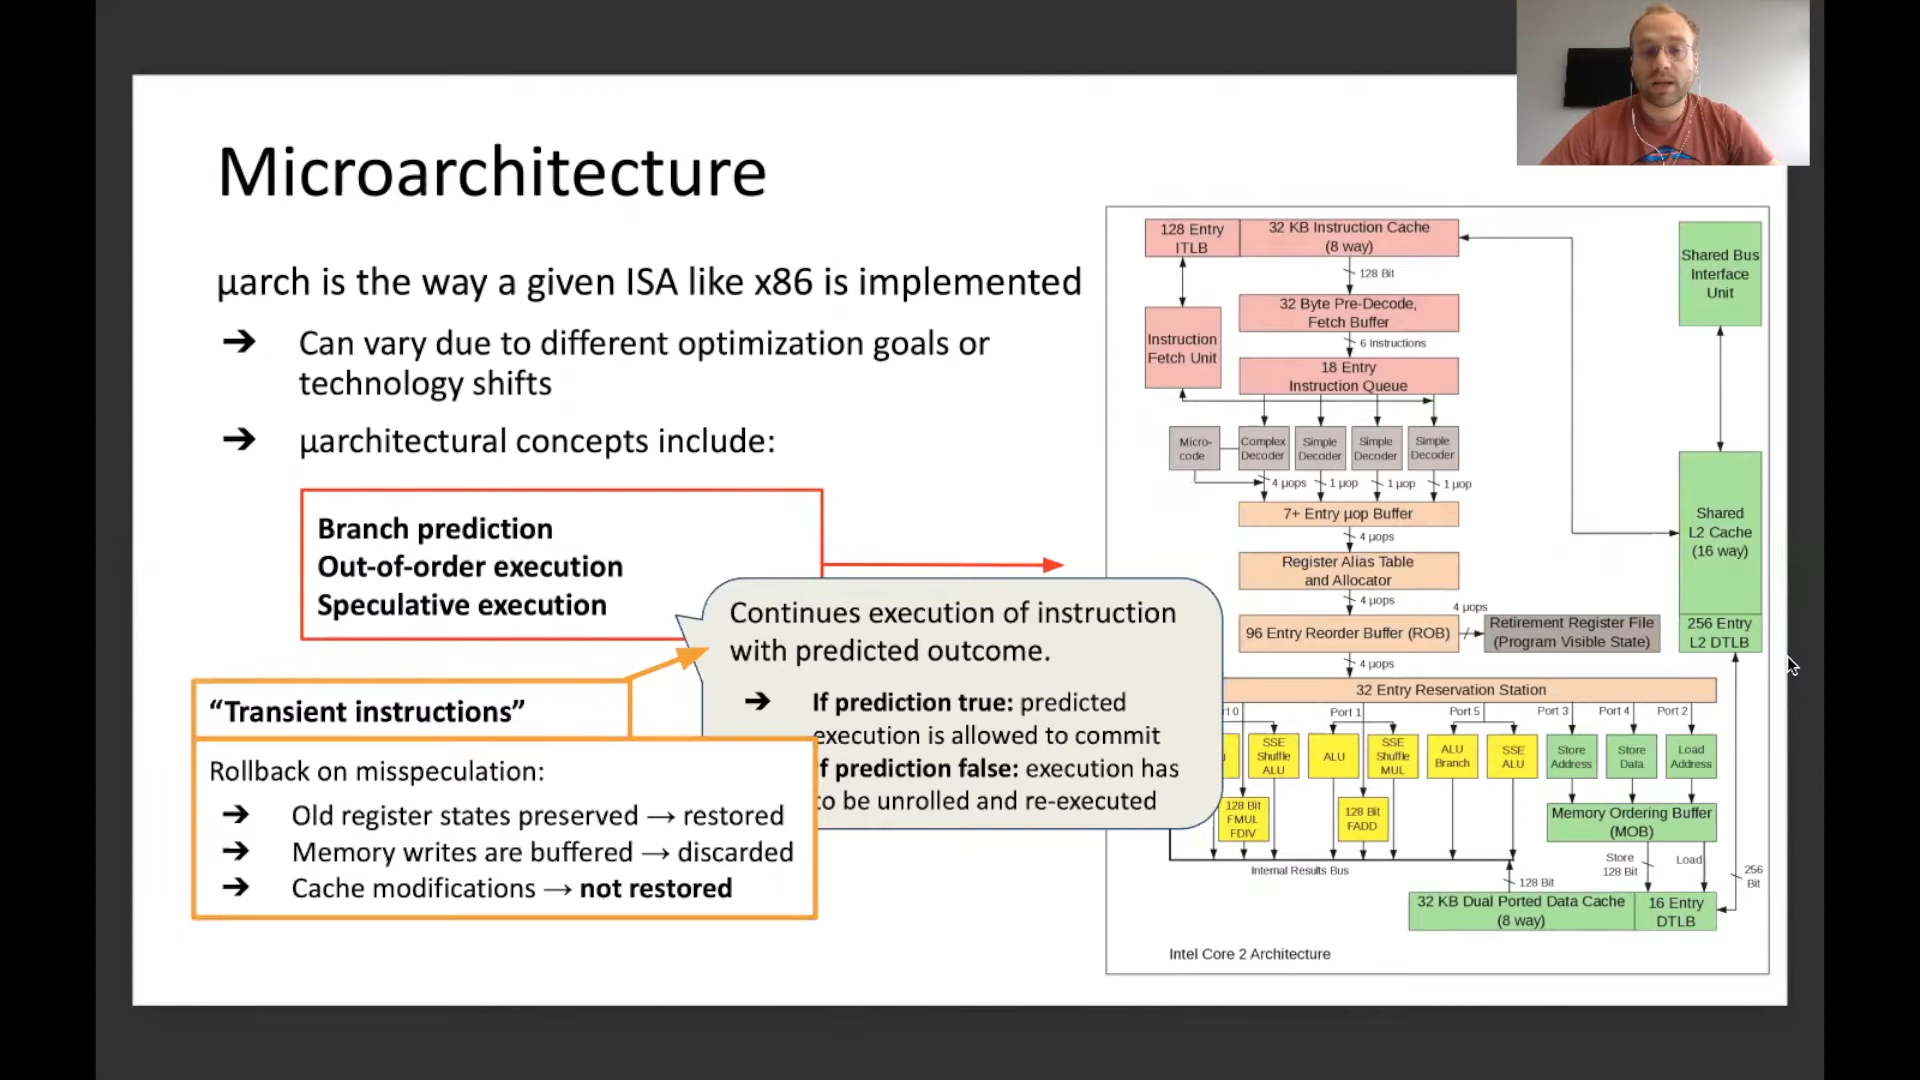 Microarchitecture
µarch is the way a given ISA like x86 is implemented
➔ Can vary due to different optimization goals or
technology shifts
➔ µarchitectural concepts include:
Branch prediction
Out-of-order execution
Speculative execution
Continues execution of instruction
with predicted outcome.
➔ If prediction true: predicted
execution is allowed to commit
f prediction false: execution has
to be unrolled and re-executed
“Transient instructions”
Rollback on misspeculation:
➔ Old register states preserved → restored
➔ Memory writes are buffered → discarded
➔ Cache modifications → not restored
128 Entry
ITLB
32 KB Instruction Cache
(8 way)
128 Bit
32 Byte Pre-Decode,
Fetch Buffer
Instruction
Fetch Unit
6 Instructions
18 Entry
Instruction Queue
Micro-
code
Complex
Decoder
Simple
Decoder
Simple
Decoder
Simple
Decoder
4 µops
1 µop
1 µop
1 µop
7+ Entry µop Buffer
4 µops
Register Alias Table
and Allocator
4 µops
96 Entry Reorder Buffer (ROB)
4 µops
Retirement Register File
(Program Visible State)
4 µops
32 Entry Reservation Station
rt 0
Port 1
Port 5
Port 3
Port 4
Port 2
SSE
Shuffle
ALU
ALU
SSE
Shuffle
MUL
ALU
Branch
SSE
ALU
Store
Address
Store
Data
Load
Address
128 Bit
FMUL
FDIV
128 Bit
FADD
Memory Ordering Buffer
(MOB)
Internal Results Bus
Store
128 Bit
Load
128 Bit
256
Bit
32 KB Dual Ported Data Cache
(8 way)
16 Entry
DTLB
Shared Bus
Interface
Unit
Shared
L2 Cache
(16 way)
256 Entry
L2 DTLB
Intel Core 2 Architecture